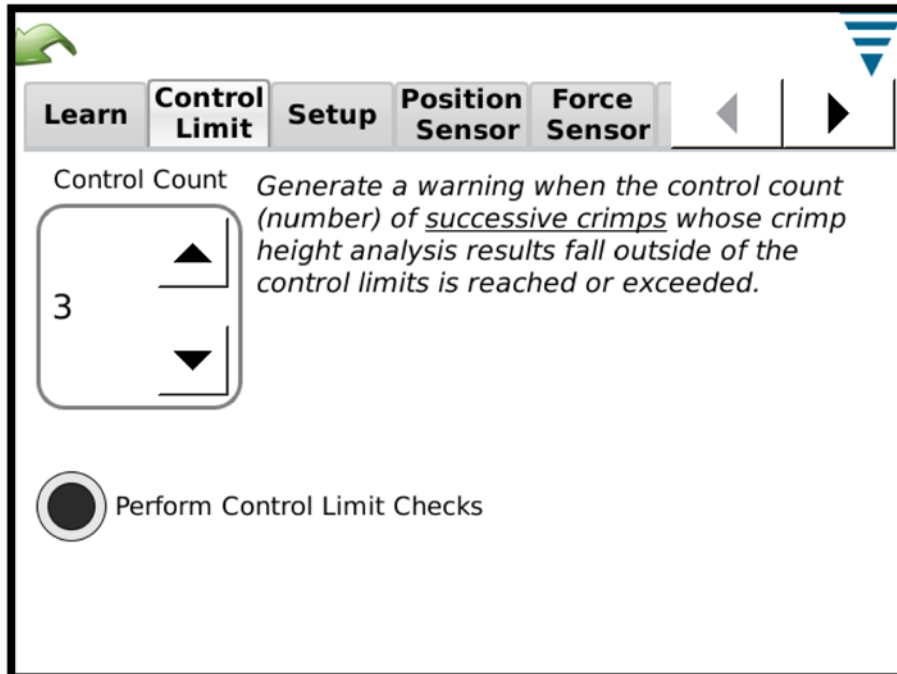 Learn
Control
Limit
Setup
Position
Sensor
Force
Sensor
Control Count
Generate a warning when the control count
(number) of successive crimps whose crimp
height analysis results fall outside of the
control limits is reached or exceeded.
3
Perform Control Limit Checks